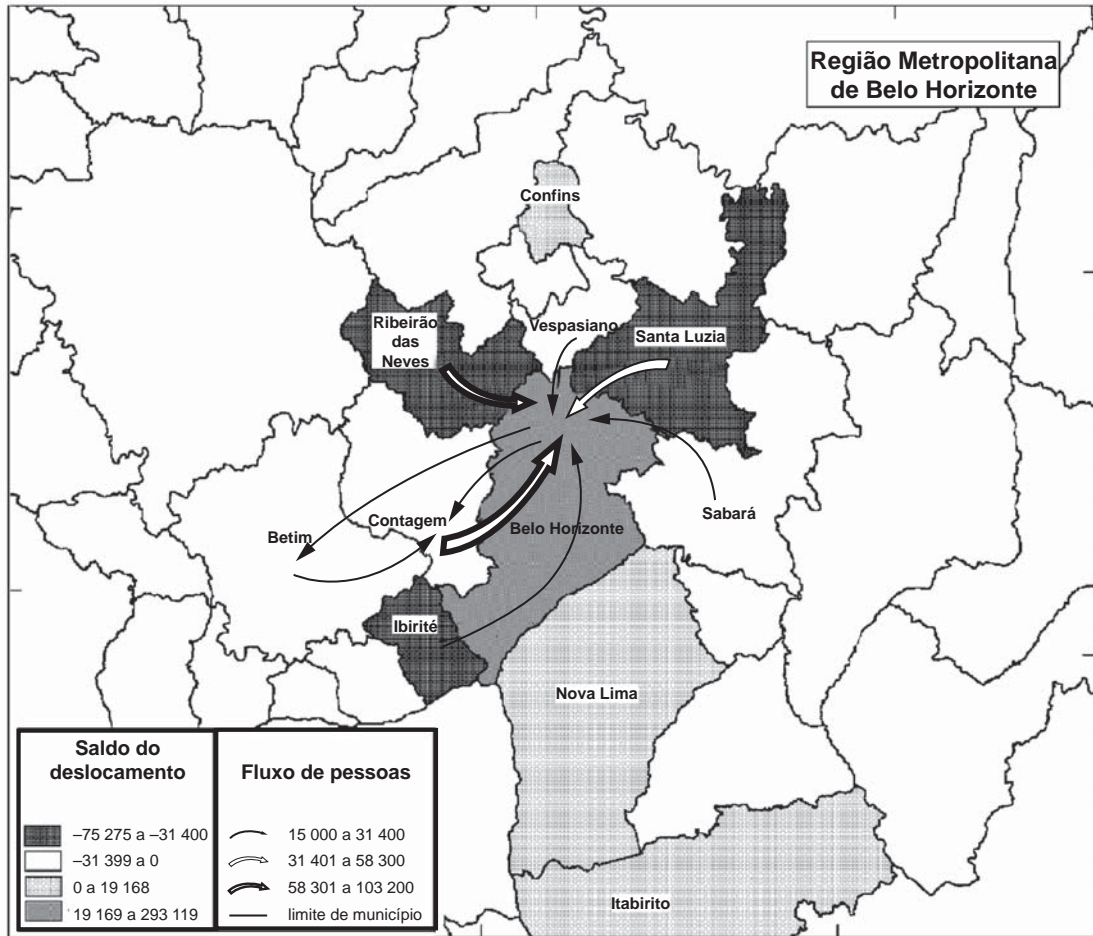 Região Metropolitana
de Belo Horizonte
Confins
Ribeirão
das
Neves
Vespasiano
Santa Luzia
Contagem
Betim
Belo Horizonte
Sabará
Ibirité
Nova Lima
Itabirito
Saldo do
deslocamento
–75 275 a –31 400
–31 399 a 0
0 a 19 168
19 169 a 293 119
Fluxo de pessoas
15 000 a 31 400
31 401 a 58 300
58 301 a 103 200
limite de município